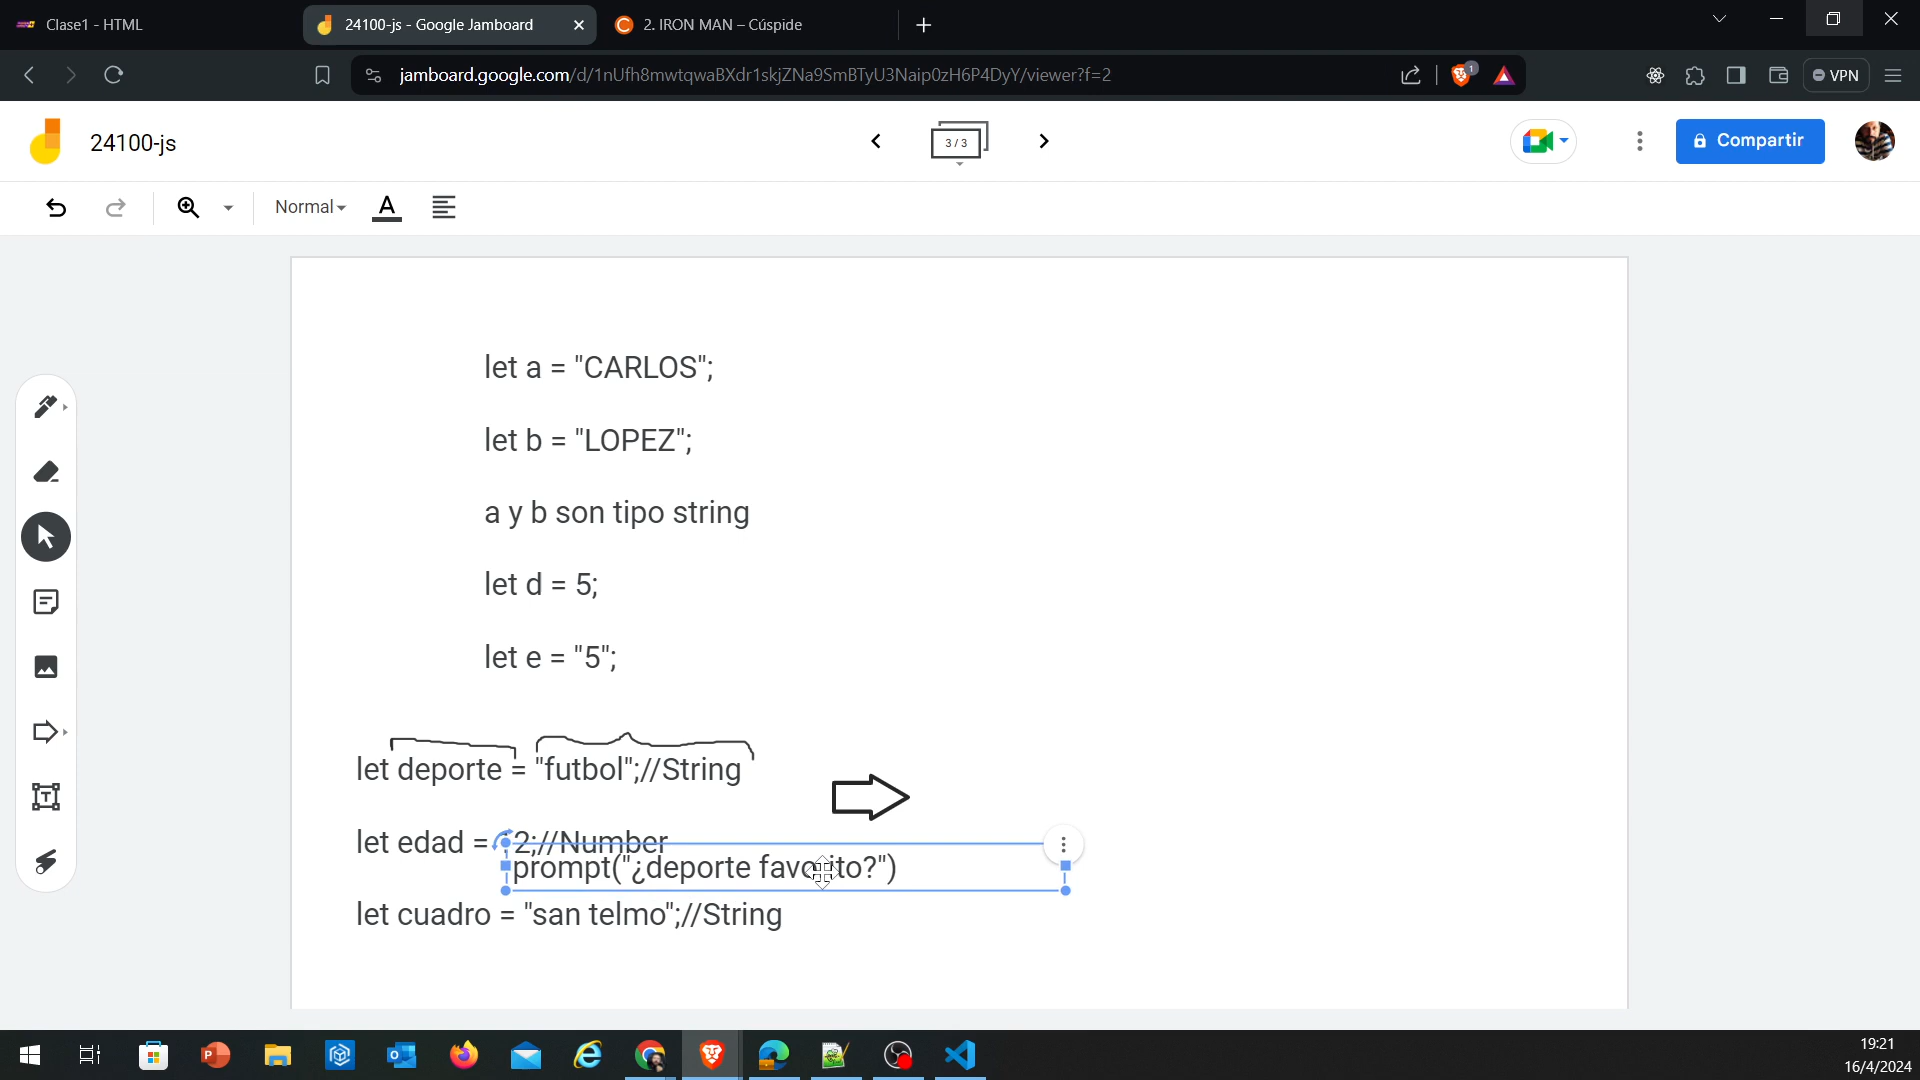 Clase1 - HTML
24100-js - Google Jamboard
2. IRON MAN – Cúspide
jamboard.google.com/d/1nUfh8mwtqwaBXdr1skjZNa9SmBTyU3Naip0zH6P4DyY/viewer?f=2
1
VPN
24100-js
3 / 3
Compartir
Normal
let a = "CARLOS";
let b = "LOPEZ";
a y b son tipo string
let d = 5;
let e = "5";
let deporte = "futbol";//String
let edad = 2;//Number
prompt("¿deporte favorito?")
let cuadro = "san telmo";//String
19:21
16/4/2024